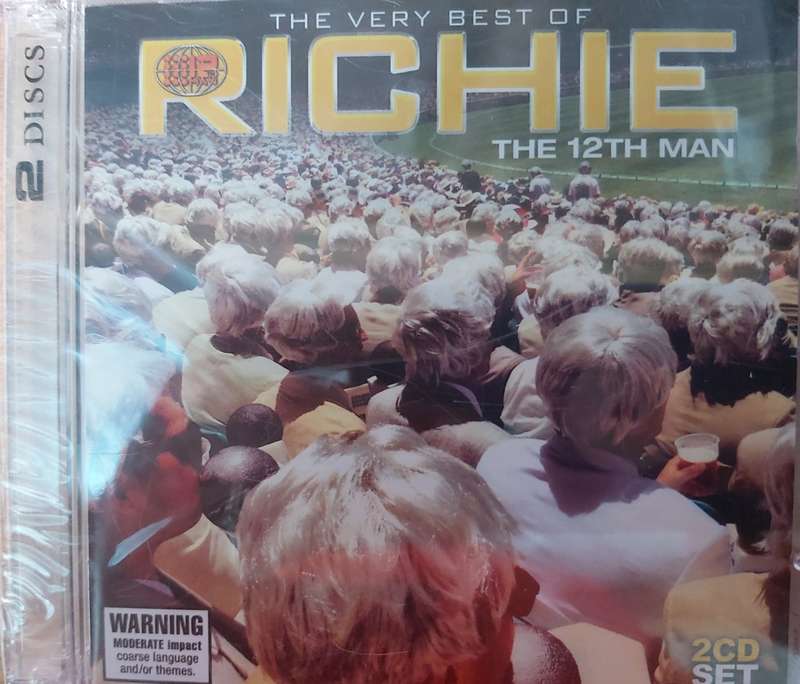 THE VERY BEST OF
RICHIE
THE 12TH MAN
2 DISCS
WARNING
MODERATE impact
coarse language
and/or themes.
2CD
SET